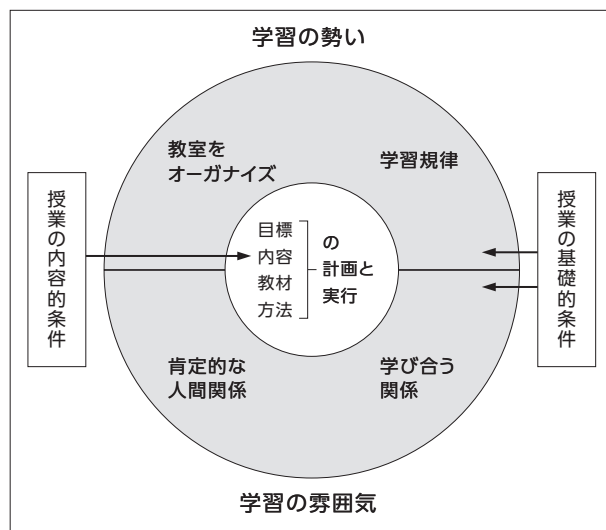 学習の勢い
教室を
オーガナイズ
学習規律
授業の内容的条件
目標
内容
教材
方法
の
計画と
実行
授業の基礎的条件
肯定的な
人間関係
学び合う
関係
学習の雰囲気